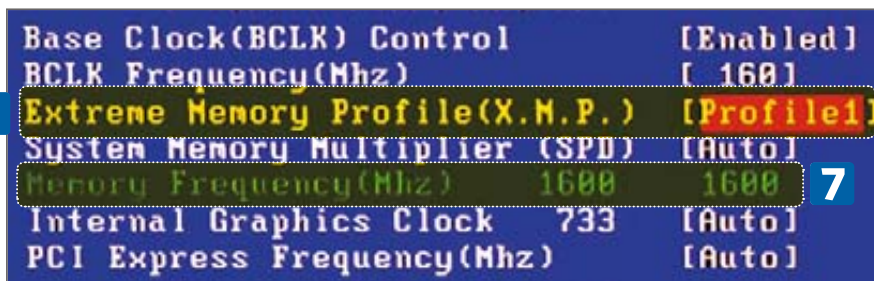 Base Clock(BCLK) Control [Enabled]
BCLK Frequency(Mhz) [ 160]
Extreme Memory Profile(X.M.P.) [Profile1]
System Memory Multiplier (SPD) [Auto]
Memory Frequency(Mhz) 1600 1600 7
Internal Graphics Clock 733 [Auto]
PCI Express Frequency(Mhz) [Auto]